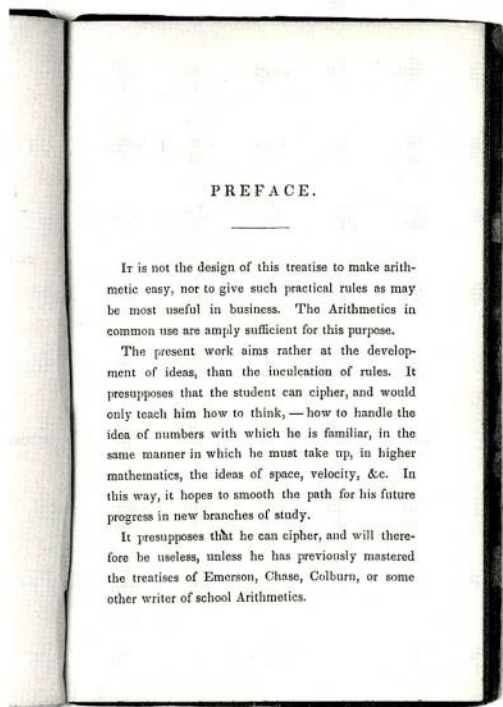 PREFACE.
It is not the design of this treatise to make arith-
metic easy, nor to give such practical rules as may
be most useful in business. The Arithmetics in
common use are amply sufficient for this purpose.
The present work aims rather at the develop-
ment of ideas, than the inculcation of rules. It
presupposes that the student can cipher, and would
only teach him how to think, — how to handle the
idea of numbers with which he is familiar, in the
same manner in which he must take up, in higher
mathematics, the ideas of space, velocity, &c. In
this way, it hopes to smooth the path for his future
progress in new branches of study.
It presupposes that he can cipher, and will there-
fore be useless, unless he has previously mastered
the treatises of Emerson, Chase, Colburn, or some
other writer of school Arithmetics.